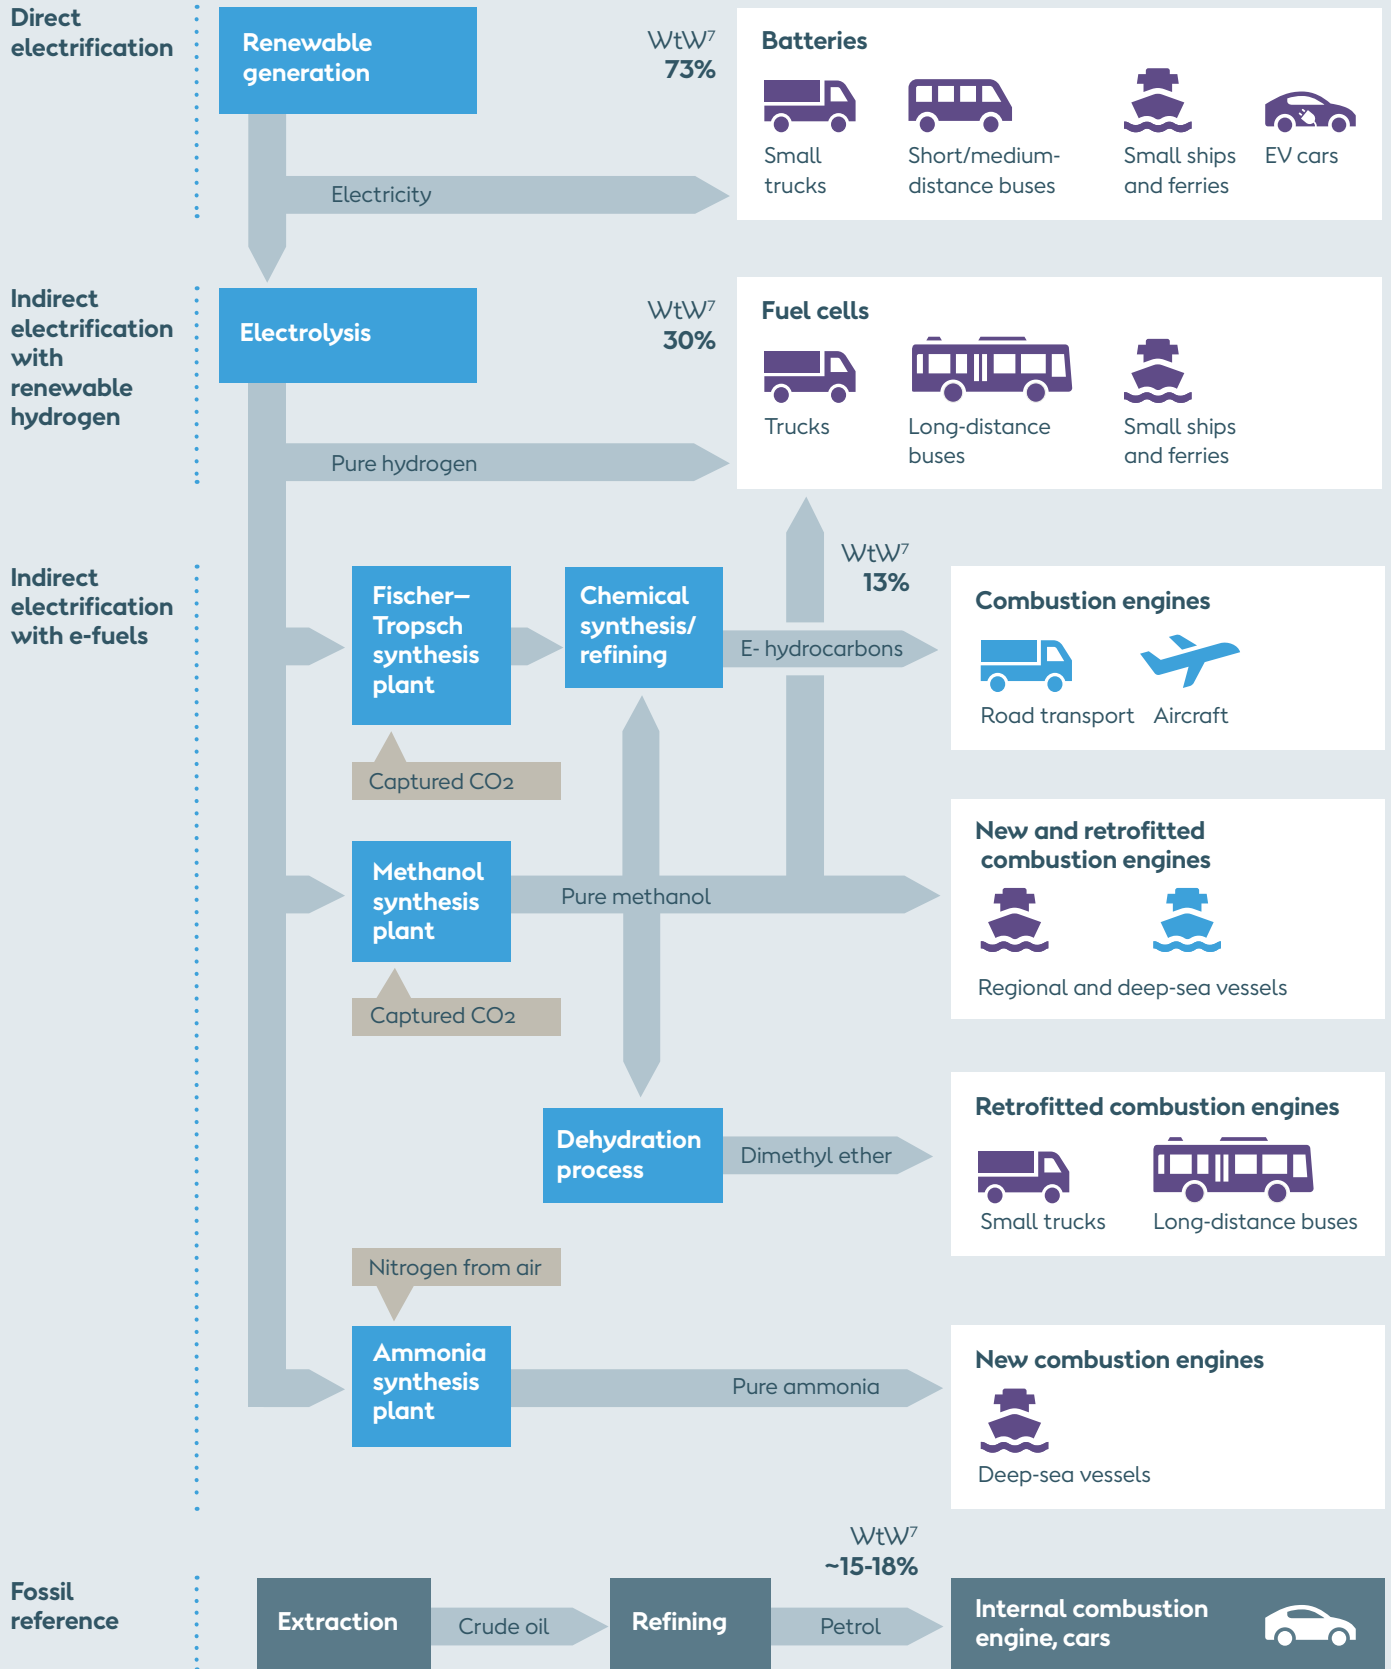 Direct
electrification
Renewable
generation
WtW7
73%
Batteries
Small
trucks
Short/medium-
distance buses
Small ships
and ferries
EV cars
Electricity
Indirect
electrification
with
renewable
hydrogen
Electrolysis
WtW7
30%
Fuel cells
Trucks
Long-distance
buses
Small ships
and ferries
Pure hydrogen
Indirect
electrification
with e-fuels
Fischer–
Tropsch
synthesis
plant
Chemical
synthesis/
refining
WtW7
13%
E- hydrocarbons
Combustion engines
Road transport
Aircraft
Captured CO2
Methanol
synthesis
plant
Pure methanol
New and retrofitted
combustion engines
Regional and deep-sea vessels
Captured CO2
Dehydration
process
Dimethyl ether
Retrofitted combustion engines
Small trucks
Long-distance buses
Nitrogen from air
Ammonia
synthesis
plant
Pure ammonia
New combustion engines
Deep-sea vessels
Fossil
reference
Extraction
Crude oil
Refining
WtW7
~15-18%
Petrol
Internal combustion
engine, cars